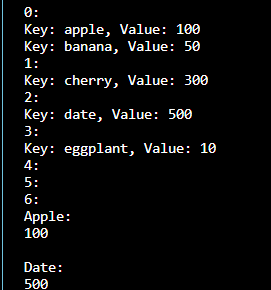 0:
Key: apple, Value: 100
Key: banana, Value: 50
1:
Key: cherry, Value: 300
2:
Key: date, Value: 500
3:
Key: eggplant, Value: 10
4:
5:
6:
Apple:
100
Date:
500